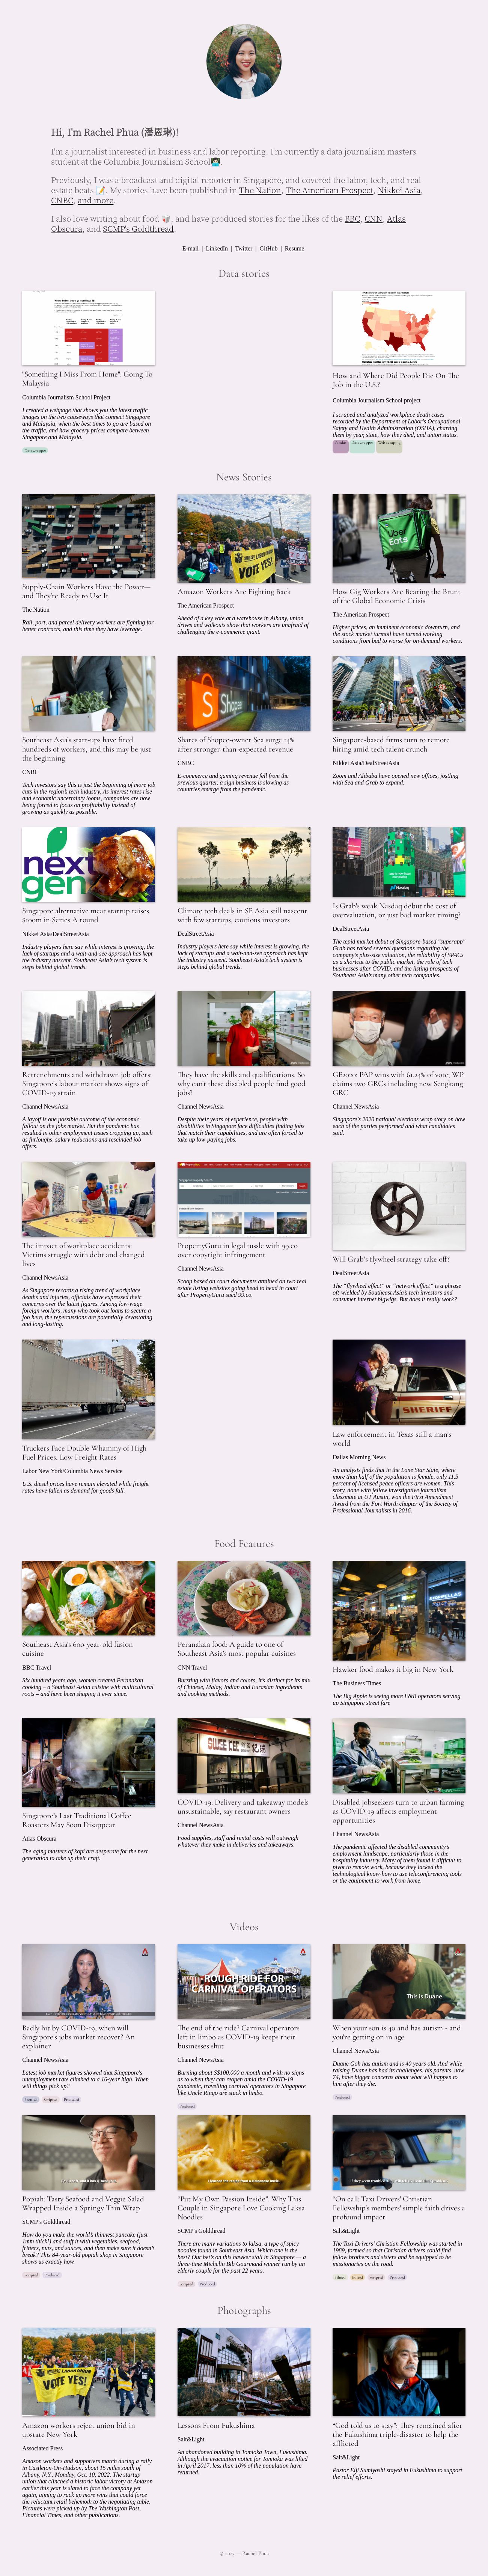 Hi, I'm Rachel Phua (潘恩琳)!
I'm a journalist interested in business and labor reporting. I'm currently a data journalism masters
student at the Columbia Journalism School👩🏻‍💻
Previously, I was a broadcast and digital reporter in Singapore, and covered the labor, tech, and real
estate beats 📝. My stories have been published in The Nation, The American Prospect, Nikkei Asia,
CNBC, and more.
I also love writing about food 🥡, and have produced stories for the likes of the BBC, CNN, Atlas
Obscura, and SCMP's Goldthread.
E-mail | LinkedIn | Twitter | GitHub | Resume
Data stories
"Something I Miss From Home": Going To
Malaysia
Columbia Journalism School Project
I created a webpage that shows you the latest traffic
images on the two causeways that connect Singapore
and Malaysia, when the best times to go are based on
the traffic, and how grocery prices compare between
Singapore and Malaysia.
How and Where Did People Die On The
Job in the U.S.?
Columbia Journalism School project
I scraped and analyzed workplace death cases
recorded by the Department of Labor's Occupational
Safety and Health Administration (OSHA), charting
them by year, state, how they died, and union status.
Web scraping
News Stories
Supply-Chain Workers Have the Power—
and They're Ready to Use It
The Nation
Rail, port, and parcel delivery workers are fighting for
better contracts, and this time they have leverage.
VOTE YES!
Amazon Workers Are Fighting Back
The American Prospect
Ahead of a key vote at a warehouse in Albany, union
drives and walkouts show that workers are unafraid of
challenging the e-commerce giant.
Uber
Eats
How Gig Workers Are Bearing the Brunt
of the Global Economic Crisis
The American Prospect
Higher prices, an imminent economic downturn, and
the stock market turmoil have turned working
conditions from bad to worse for on-demand workers.
Southeast Asia's start-ups have fired
hundreds of workers, and this may be just
the beginning
CNBC
Tech investors say this is just the beginning of more job
cuts in the region's tech industry. As interest rates rise
and economic uncertainty looms, companies are now
being forced to focus on profitability instead of
growing as quickly as possible.
Shopee
Shares of Shopee-owner Sea surge 14%
after stronger-than-expected revenue
CNBC
E-commerce and gaming revenue fell from the
previous quarter, a sign business is slowing as
countries emerge from the pandemic.
Singapore-based firms turn to remote
hiring amid tech talent crunch
Nikkei Asia/DealStreetAsia
Zoom and Alibaba have opened new offices, jostling
with Sea and Grab to expand.
next
gen
Singapore alternative meat startup raises
$100m in Series A round
Nikkei Asia/DealStreetAsia
Industry players here say while interest is growing, the
lack of startups and a wait-and-see approach has kept
the industry nascent. Southeast Asia's tech system is
steps behind global trends.
Climate tech deals in SE Asia still nascent
with few startups, cautious investors
DealStreetAsia
Industry players here say while interest is growing, the
lack of startups and a wait-and-see approach has kept
the industry nascent. Southeast Asia's tech system is
steps behind global trends.
Is Grab's weak Nasdaq debut the cost of
overvaluation, or just bad market timing?
DealStreetAsia
The tepid market debut of Singapore-based "superapp"
Grab has raised several questions regarding the
company's plus-size valuation, the reliability of SPACs
as a shortcut to the public market, the role of tech
businesses after COVID, and the listing prospects of
Southeast Asia's many other tech companies.
Retrenchments and withdrawn job offers:
Singapore's labour market shows signs of
COVID-19 strain
Channel NewsAsia
A layoff is one possible outcome of the economic
fallout on the jobs market. But the pandemic has
resulted in other employment issues cropping up, such
as furloughs, salary reductions and rescinded job
offers.
They have the skills and qualifications. So
why can't these disabled people find good
jobs?
Channel NewsAsia
Despite their years of experience, people with
disabilities in Singapore face difficulties finding jobs
that match their capabilities, and are often forced to
take up low-paying jobs.
GE2020: PAP wins with 61.24% of vote; WP
claims two GRCs including new Sengkang
GRC
Channel NewsAsia
Singapore's 2020 national elections wrap story on how
each of the parties performed and what candidates
said.
The impact of workplace accidents:
Victims struggle with debt and changed
lives
Channel NewsAsia
As Singapore records a rising trend of workplace
deaths and injuries, officials have expressed their
concerns over the latest figures. Among low-wage
foreign workers, many who took out loans to secure a
job here, the repercussions are potentially devastating
and long-lasting.
PropertyGuru in legal tussle with 99.co
over copyright infringement
Channel NewsAsia
Scoop based on court documents attained on two real
estate listing websites going head to head in court
after PropertyGuru sued 99.co.
Will Grab's flywheel strategy take off?
DealStreetAsia
The "flywheel effect" or "network effect" is a phrase
oft-wielded by Southeast Asia's tech investors and
consumer internet bigwigs. But does it really work?
Truckers Face Double Whammy of High
Fuel Prices, Low Freight Rates
Labor New York/Columbia News Service
U.S. diesel prices have remain elevated while freight
rates have fallen as demand for goods fall.
SHERIFF
Law enforcement in Texas still a man's
world
Dallas Morning News
An analysis finds that in the Lone Star State, where
more than half of the population is female, only 11.5
percent of licensed peace officers are women. This
story, done with fellow investigative journalism
classmate at UT Austin, won the First Amendment
Award from the Fort Worth chapter of the Society of
Professional Journalists in 2016.
Food Features
Southeast Asia's 600-year-old fusion
cuisine
BBC Travel
Six hundred years ago, women created Peranakan
cooking – a Southeast Asian cuisine with multicultural
roots – and have been shaping it ever since.
Peranakan food: A guide to one of
Southeast Asia's most popular cuisines
CNN Travel
Bursting with flavors and colors, it's distinct for its mix
of Chinese, Malay, Indian and Eurasian ingredients
and cooking methods.
Hawker food makes it big in New York
The Business Times
The Big Apple is seeing more F&B operators serving
up Singapore street fare
Singapore's Last Traditional Coffee
Roasters May Soon Disappear
Atlas Obscura
The aging masters of kopi are desperate for the next
generation to take up their craft.
GUIKEE
COVID-19: Delivery and takeaway models
unsustainable, say restaurant owners
Channel NewsAsia
Food supplies, staff and rental costs will outweigh
whatever they make in deliveries and takeaways.
Disabled jobseekers turn to urban farming
as COVID-19 affects employment
opportunities
Channel NewsAsia
The pandemic affected the disabled community's
employment landscape, particularly those in the
hospitality industry. Many of them found it difficult to
pivot to remote work, because they lacked the
technological know-how to use teleconferencing tools
or the equipment to work from home.
Videos
Badly hit by COVID-19, when will
Singapore's jobs market recover? An
explainer
Channel NewsAsia
Latest job market figures showed that Singapore's
unemployment rate climbed to a 16-year high. When
will things pick up?
Scripted Produced
ROUGH RIDE FOR
CARNIVAL OPERATORS
The end of the ride? Carnival operators
left in limbo as COVID-19 keeps their
businesses shut
Channel NewsAsia
Burning about S$100,000 a month and with no signs
as to when they can reopen amid the COVID-19
pandemic, travelling carnival operators in Singapore
like Uncle Ringo are stuck in limbo.
Produced
This is Duane
When your son is 40 and has autism - and
you're getting on in age
Channel NewsAsia
Duane Goh has autism and is 40 years old. And while
raising Duane has had its challenges, his parents, now
74, have bigger concerns about what will happen to
him after they die.
Produced
Popiah: Tasty Seafood and Veggie Salad
Wrapped Inside a Springy Thin Wrap
SCMP's Goldthread
How do you make the world's thinnest pancake (just
1mm thick!) and stuff it with vegetables, seafood,
fritters, nuts, and sauces, and then make sure it doesn't
break? This 84-year-old popiah shop in Singapore
shows us exactly how.
Scripted Produced
"Put My Own Passion Inside": Why This
Couple in Singapore Love Cooking Laksa
Noodles
SCMP's Goldthread
There are many variations to laksa, a type of spicy
noodles found in Southeast Asia. Which one is the
best? Our bet's on this hawker stall in Singapore — a
three-time Michelin Bib Gourmand winner run by an
elderly couple for the past 22 years.
Scripted Produced
"On call: Taxi Drivers' Christian
Fellowship's members' simple faith drives a
profound impact
Salt&Light
The Taxi Drivers' Christian Fellowship was started in
1989, formed so that Christian drivers could find
fellow brothers and sisters and be equipped to be
missionaries on the roads.
Filmed Edited Scripted Produced
Photographs
VOTE YES!
Amazon workers reject union bid in
upstate New York
Associated Press
Amazon workers and supporters march during a rally
in Castleton-On-Hudson, about 15 miles south of
Albany, N.Y., Monday, Oct. 10, 2022. The startup
union that clinched a historic labor victory at Amazon
earlier this year is slated to face the company yet
again, aiming to rack up more wins that could force
the reluctant retail behemoth to the negotiating table.
Pictures were picked up by The Washington Post,
Financial Times, and other publications.
Lessons From Fukushima
Salt&Light
An abandoned building in Tomioka Town, Fukushima.
Although the evacuation notice for Tomioka was lifted
in April 2017, less than 10% of the population have
returned.
"God told us to stay": They remained after
the Fukushima triple-disaster to help the
afflicted
Salt&Light
Pastor Eiji Sumiyoshi stayed in Fukushima to support
the relief efforts.
© 2023 — Rachel Phua